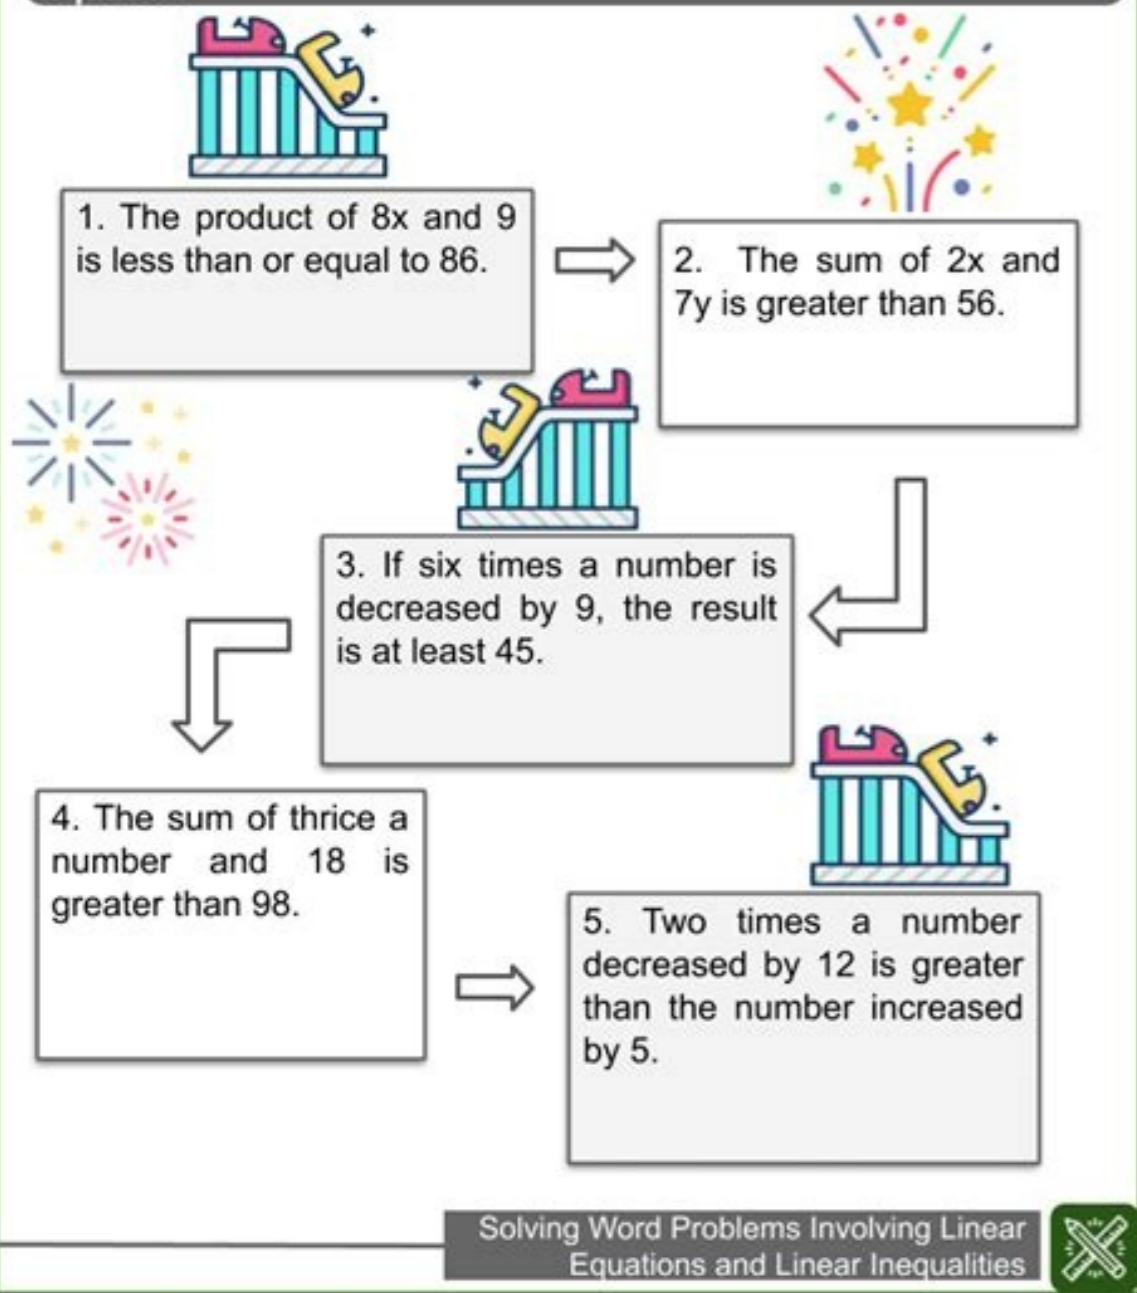 1. The product of 8x and 9
is less than or equal to 86.
2. The sum of 2x and
7y is greater than 56.
3. If six times a number is
decreased by 9, the result
is at least 45.
4. The sum of thrice a
number and 18 is
greater than 98.
5. Two times a number
decreased by 12 is greater
than the number increased
by 5.
Solving Word Problems Involving Linear
Equations and Linear Inequalities